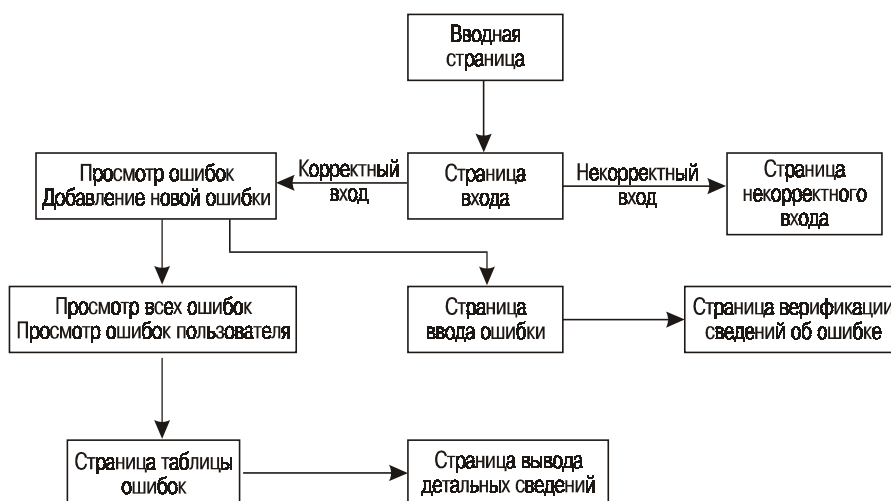 Вводная
страница
Просмотр ошибок
Добавление новой ошибки
Корректный
вход
Страница
входа
Некорректный
вход
Страница
некорректного
входа
Просмотр всех ошибок
Просмотр ошибок пользователя
Страница
ввода ошибки
Страница верификации
сведений об ошибке
Страница таблицы
ошибок
Страница вывода
детальных сведений